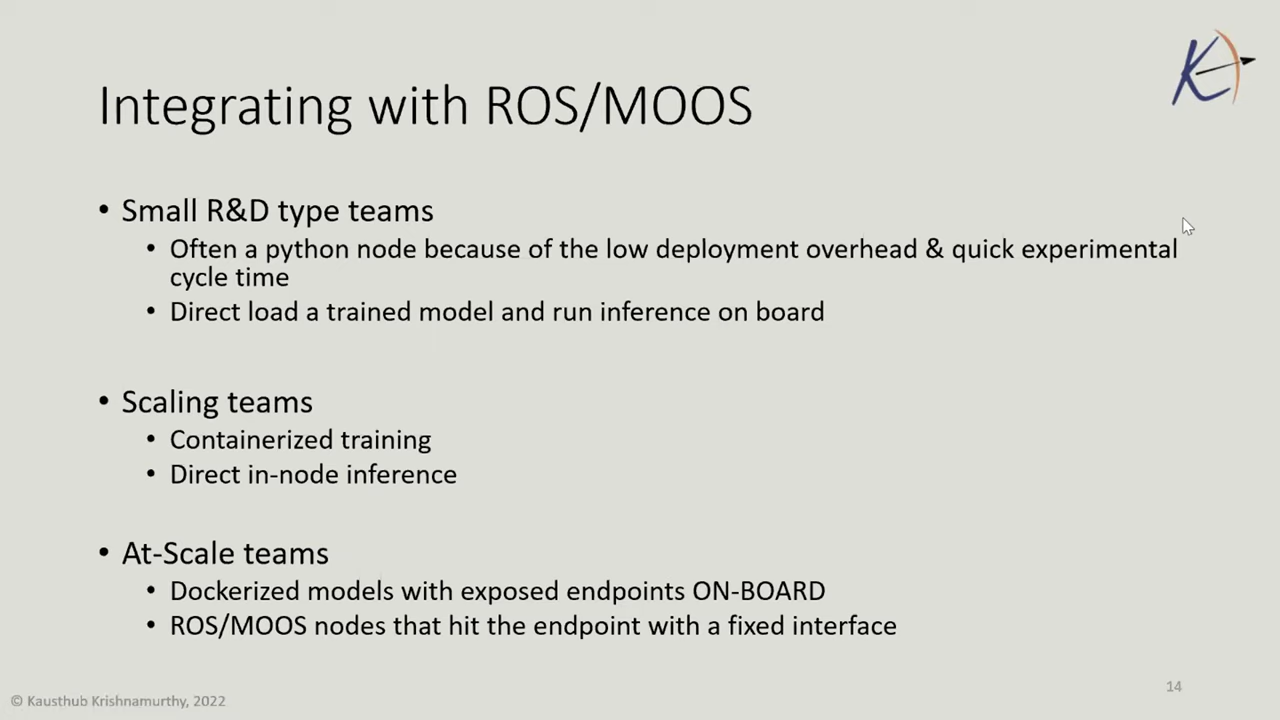 Integrating with ROS/MOOS
• Small R&D type teams
• Often a python node because of the low deployment overhead & quick experimental
cycle time
• Direct load a trained model and run inference on board
• Scaling teams
• Containerized training
• Direct in-node inference
• At-Scale teams
• Dockerized models with exposed endpoints ON-BOARD
• ROS/MOOS nodes that hit the endpoint with a fixed interface
© Kausthub Krishnamurthy, 2022
14